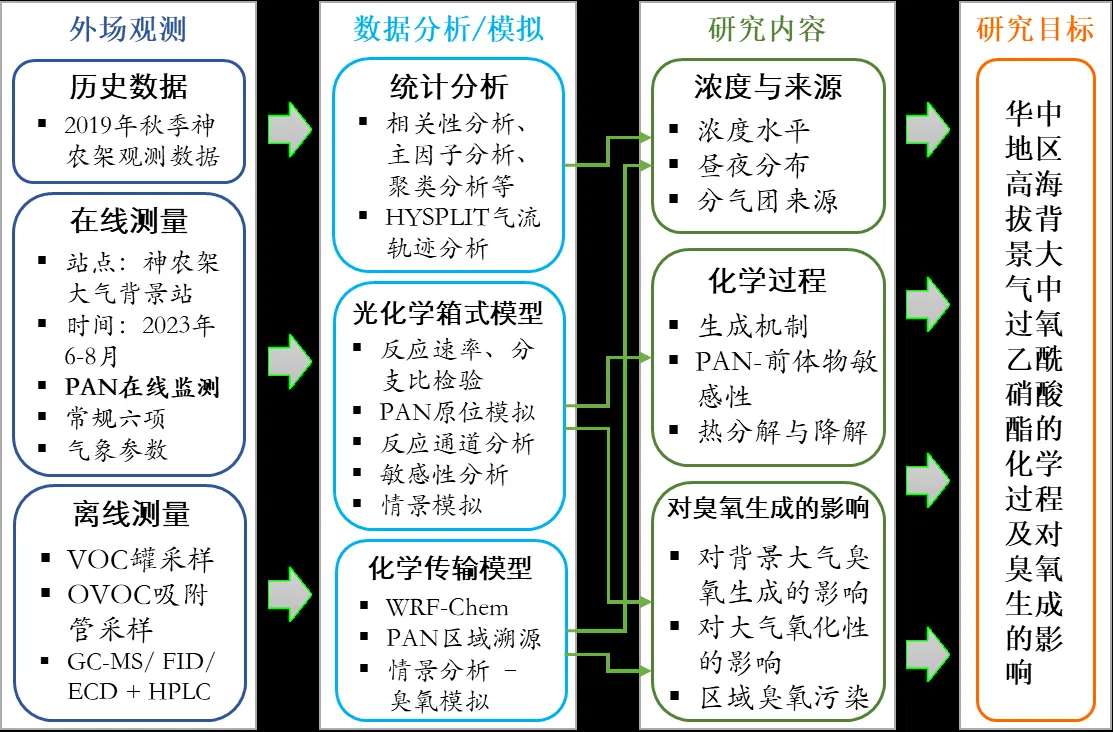 外场观测
历史数据
▪ 2019年秋季神
农架观测数据
在线测量
▪ 站点：神农架
大气背景站
▪ 时间：2023年
6-8月
▪ PAN在线监测
▪ 常规六项
▪ 气象参数
离线测量
▪ VOC罐采样
▪ OVOC吸附
管采样
▪ GC-MS/ FID/
ECD + HPLC
数据分析/模拟
统计分析
▪ 相关性分析、
主因子分析、
聚类分析等
▪ HYSPLIT气流
轨迹分析
光化学箱式模型
▪ 反应速率、分
支比检验
▪ PAN原位模拟
▪ 反应通道分析
▪ 敏感性分析
▪ 情景模拟
化学传输模型
▪ WRF-Chem
▪ PAN区域溯源
▪ 情景分析 –
臭氧模拟
研究内容
浓度与来源
▪ 浓度水平
▪ 昼夜分布
▪ 分气团来源
化学过程
▪ 生成机制
▪ PAN-前体物敏
感性
▪ 热分解与降解
对臭氧生成的影响
▪ 对背景大气臭
氧生成的影响
▪ 对大气氧化性
的影响
▪ 区域臭氧污染
研究目标
华中
地区
高海
拔背
景大
气中
过氧
乙酰
硝酸
酯的
化学
过程
及对
臭氧
生成
的影
响